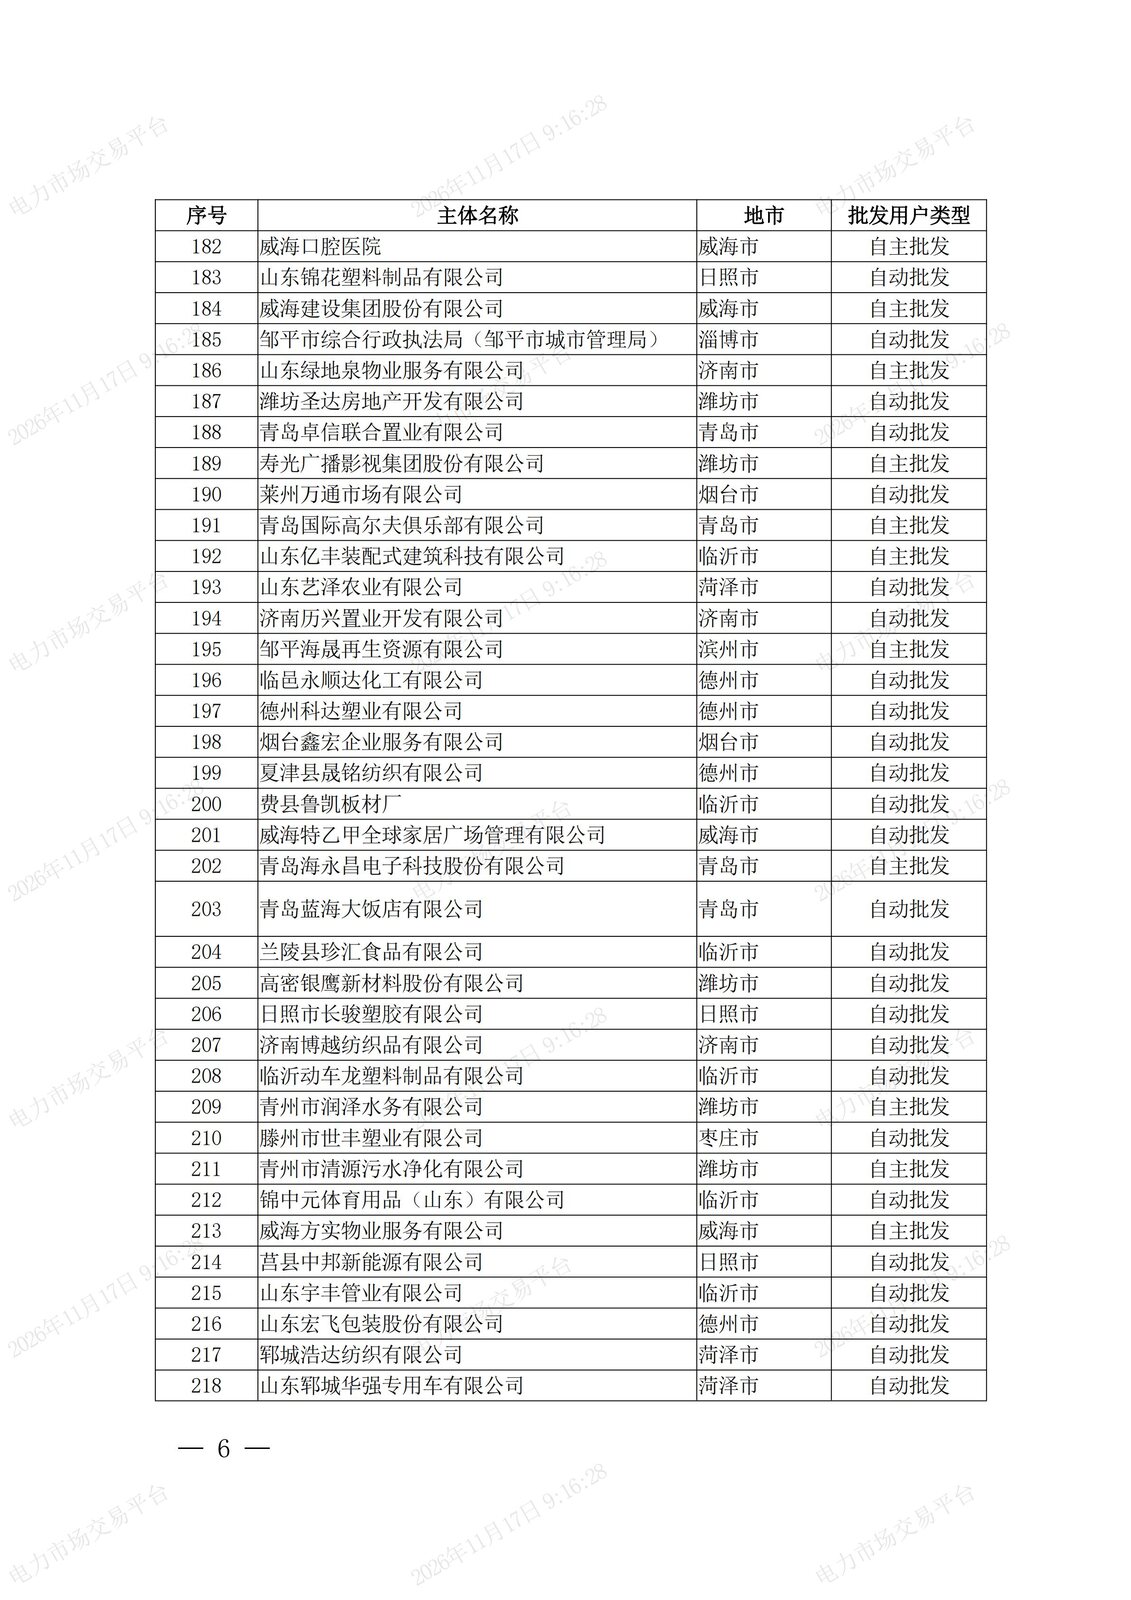 序号 主体名称 地市 批发用户类型
182 威海口腔医院 威海市 自主批发
183 山东锦花塑料制品有限公司 日照市 自动批发
184 威海建设集团股份有限公司 威海市 自主批发
185 邹平市综合行政执法局（邹平市城市管理局） 淄博市 自动批发
186 山东绿地泉物业服务有限公司 济南市 自主批发
187 潍坊圣达房地产开发有限公司 潍坊市 自动批发
188 青岛卓信联合置业有限公司 青岛市 自动批发
189 寿光广播影视集团股份有限公司 潍坊市 自主批发
190 莱州万通市场有限公司 烟台市 自动批发
191 青岛国际高尔夫俱乐部有限公司 青岛市 自主批发
192 山东亿丰装配式建筑科技有限公司 临沂市 自主批发
193 山东艺泽农业有限公司 菏泽市 自动批发
194 济南历兴置业开发有限公司 济南市 自动批发
195 邹平海晟再生资源有限公司 滨州市 自主批发
196 临邑永顺达化工有限公司 德州市 自动批发
197 德州科达塑业有限公司 德州市 自动批发
198 烟台鑫宏企业服务有限公司 烟台市 自动批发
199 夏津县晟铭纺织有限公司 德州市 自动批发
200 费县鲁凯板材厂 临沂市 自动批发
201 威海特乙甲全球家居广场管理有限公司 威海市 自动批发
202 青岛海永昌电子科技股份有限公司 青岛市 自主批发
203 青岛蓝海大饭店有限公司 青岛市 自动批发
204 兰陵县珍汇食品有限公司 临沂市 自动批发
205 高密银鹰新材料股份有限公司 潍坊市 自动批发
206 日照市长骏塑胶有限公司 日照市 自动批发
207 济南博越纺织品有限公司 济南市 自动批发
208 临沂动车龙塑料制品有限公司 临沂市 自动批发
209 青州市润泽水务有限公司 潍坊市 自主批发
210 滕州市世丰塑业有限公司 枣庄市 自动批发
211 青州市清源污水净化有限公司 潍坊市 自主批发
212 锦中元体育用品（山东）有限公司 临沂市 自动批发
213 威海方实物业服务有限公司 威海市 自主批发
214 莒县中邦新能源有限公司 日照市 自动批发
215 山东宇丰管业有限公司 临沂市 自动批发
216 山东宏飞包装股份有限公司 德州市 自动批发
217 郓城浩达纺织有限公司 菏泽市 自动批发
218 山东郓城华强专用车有限公司 菏泽市 自动批发
— 6 —
电力市场交易平台
2026年11月17日 9:16:28